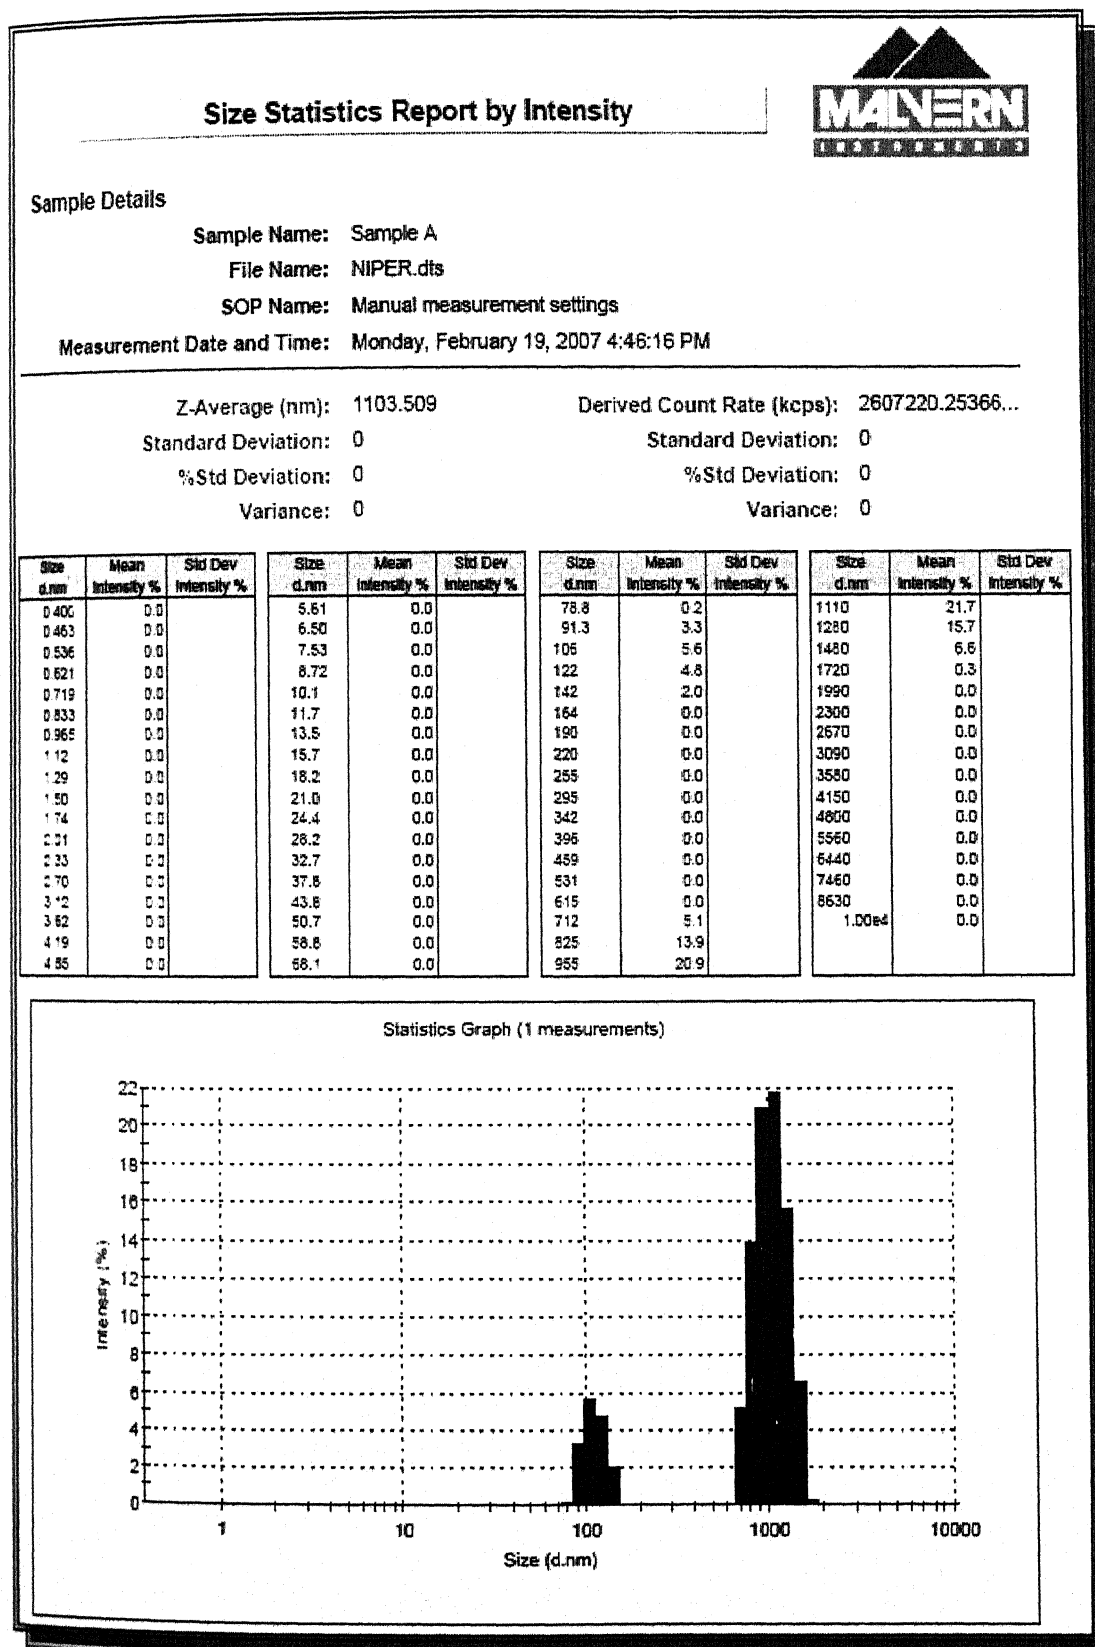 MALVERN
INSTRUMENTS
Size Statistics Report by Intensity
Sample Details
Sample Name: Sample A
File Name: NIPER.dts
SOP Name: Manual measurement settings
Measurement Date and Time: Monday, February 19, 2007 4:46:16 PM
Z-Average (nm): 1103.509 Derived Count Rate (kcps): 2607220.25366...
Standard Deviation: 0 Standard Deviation: 0
%Std Deviation: 0 %Std Deviation: 0
Variance: 0 Variance: 0
Size Mean Std Dev Size Mean Std Dev Size Mean Std Dev Size Mean Std Dev
d.nm Intensity % Intensity % d.nm Intensity % Intensity % d.nm Intensity % Intensity % d.nm Intensity % Intensity %
0.400 0.0 5.61 0.0 78.8 0.2 1110 21.7
0.463 0.0 6.50 0.0 91.3 3.3 1280 15.7
0.536 0.0 7.53 0.0 106 5.6 1480 6.6
0.621 0.0 8.72 0.0 122 4.8 1720 0.3
0.719 0.0 10.1 0.0 142 2.0 1990 0.0
0.833 0.0 11.7 0.0 164 0.0 2300 0.0
0.965 0.0 13.5 0.0 190 0.0 2670 0.0
1.12 0.0 15.7 0.0 220 0.0 3090 0.0
1.29 0.0 18.2 0.0 255 0.0 3580 0.0
1.50 0.0 21.0 0.0 295 0.0 4150 0.0
1.74 0.0 24.4 0.0 342 0.0 4800 0.0
2.01 0.0 28.2 0.0 396 0.0 5560 0.0
2.33 0.0 32.7 0.0 459 0.0 6440 0.0
2.70 0.0 37.8 0.0 531 0.0 7460 0.0
3.12 0.0 43.8 0.0 615 0.0 8630 0.0
3.62 0.0 50.7 0.0 712 5.1 1.00e4 0.0
4.19 0.0 58.8 0.0 825 13.9
4.85 0.0 68.1 0.0 955 20.9
Statistics Graph (1 measurements)
22
20
18
16
14
12
10
8
6
4
2
0
Intensity (%)
1 10 100 1000 10000
Size (d.nm)